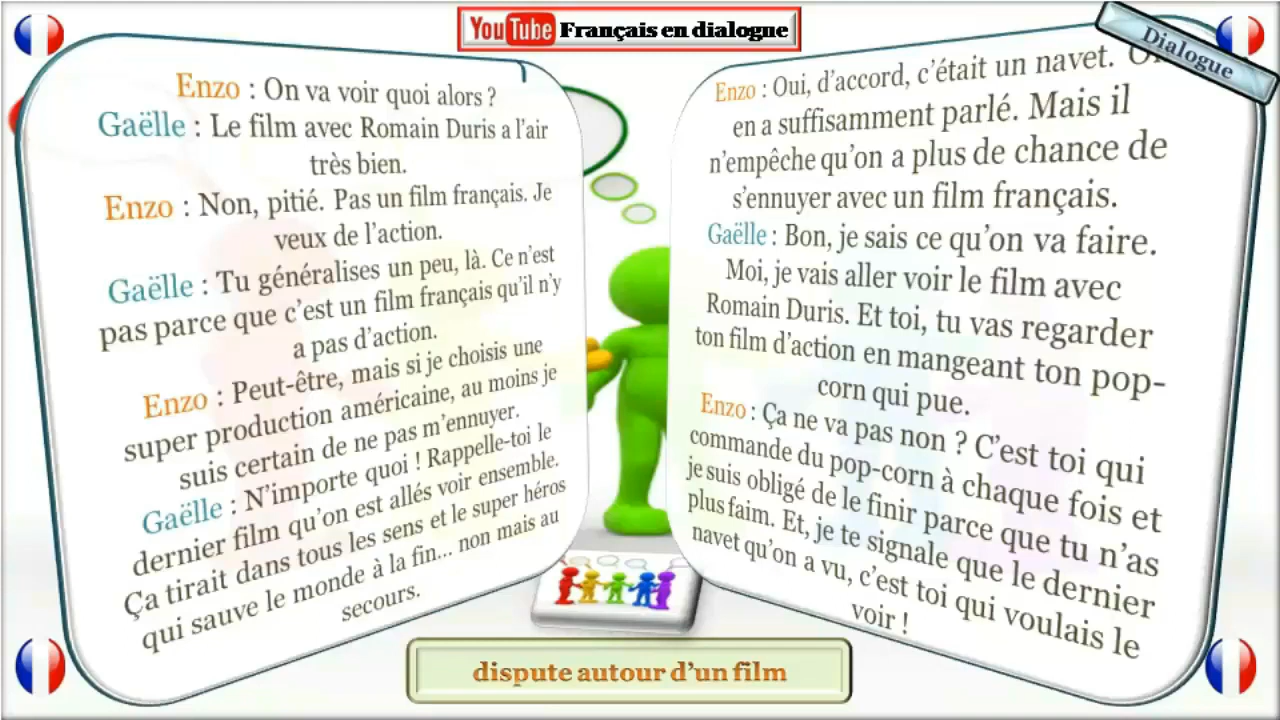 YouTube Français en dialogue
Dialogue
Enzo : On va voir quoi alors ?
Gaëlle : Le film avec Romain Duris a l'air
très bien.
Enzo : Non, pitié. Pas un film français. Je
veux de l'action.
Gaëlle : Tu généralises un peu, là. Ce n'est
pas parce que c'est un film français qu'il n'y
a pas d'action.
Enzo : Peut-être, mais si je choisis une
super production américaine, au moins je
suis certain de ne pas m'ennuyer.
Gaëlle : N'importe quoi ! Rappelle-toi le
dernier film qu'on est allés voir ensemble.
Ça tirait dans tous les sens et le super héros
qui sauve le monde à la fin... non mais au
secours.
Enzo : Oui, d'accord, c'était un navet.
en a suffisamment parlé. Mais il
n'empêche qu'on a plus de chance de
s'ennuyer avec un film français.
Gaëlle : Bon, je sais ce qu'on va faire.
Moi, je vais aller voir le film avec
Romain Duris. Et toi, tu vas regarder
ton film d'action en mangeant ton pop-
corn qui pue.
Enzo : Ça ne va pas non ? C'est toi qui
commande du pop-corn à chaque fois et
je suis obligé de le finir parce que tu n'as
plus faim. Et, je te signale que le dernier
navet qu'on a vu, c'est toi qui voulais le
voir !
dispute autour d'un film